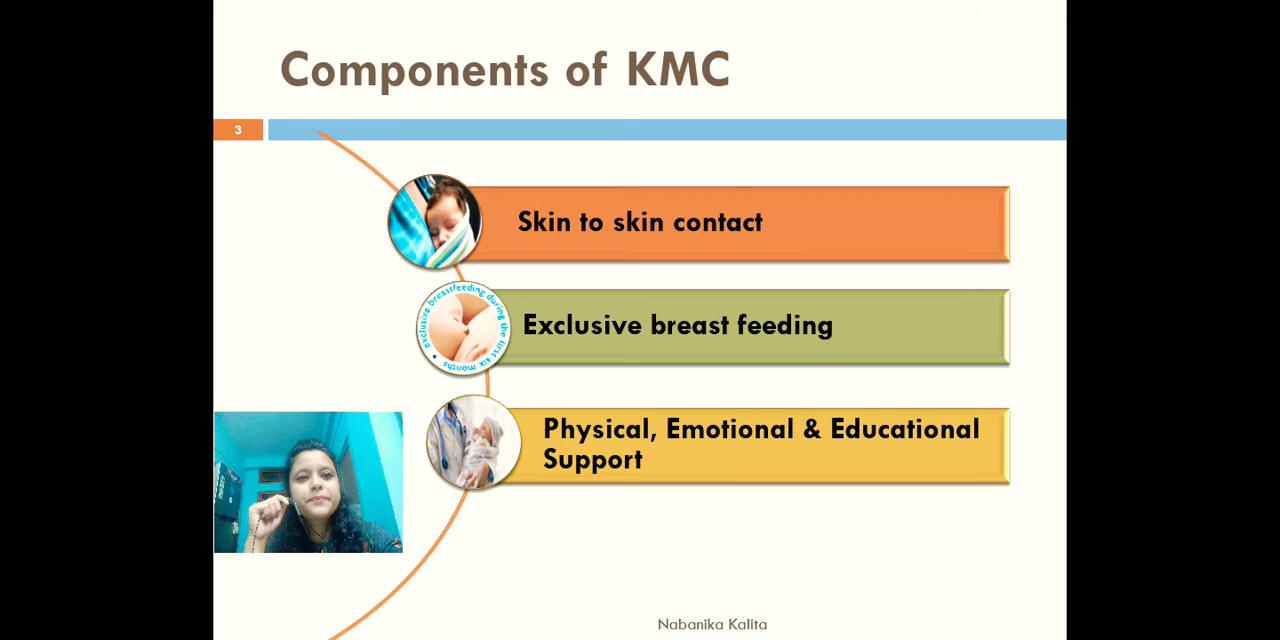 Components of KMC
3
Skin to skin contact
exclusive breastfeeding during the first six months •
Exclusive breast feeding
Physical, Emotional & Educational
Support
Nabanika Kalita